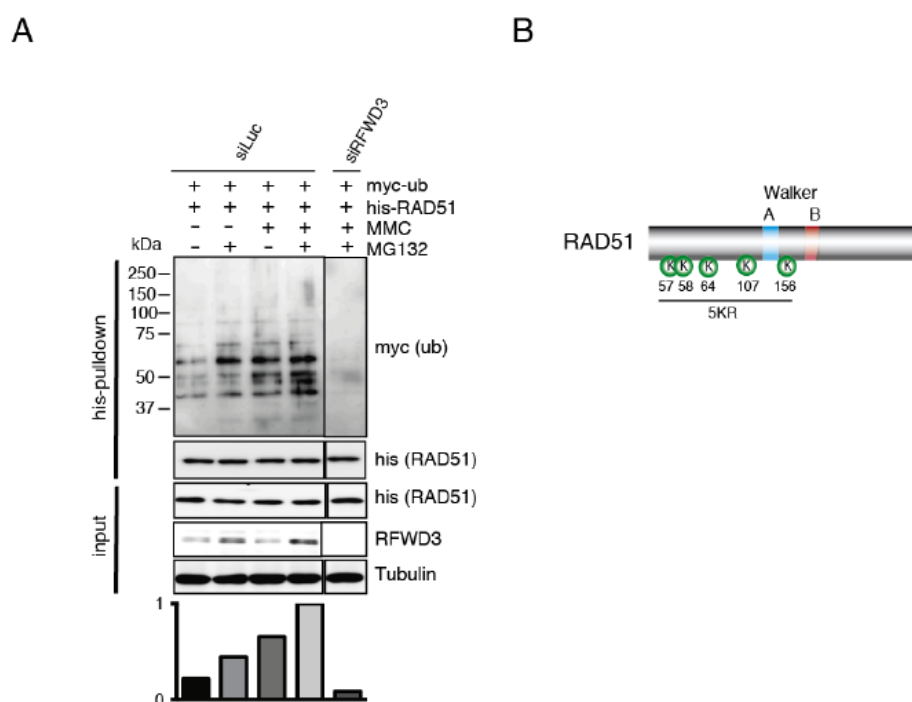 A
B
siLuc
siRFWD3
+ + + + + myc-ub
+ + + + + his-RAD51
- - + + + MMC
kDa - + - + + MG132
his-pulldown
250
150
100
75
50
37
myc (ub)
his (RAD51)
input
his (RAD51)
RFWD3
Tubulin
1
0
Walker
A B
RAD51
K K K K K
57 58 64 107 156
5KR